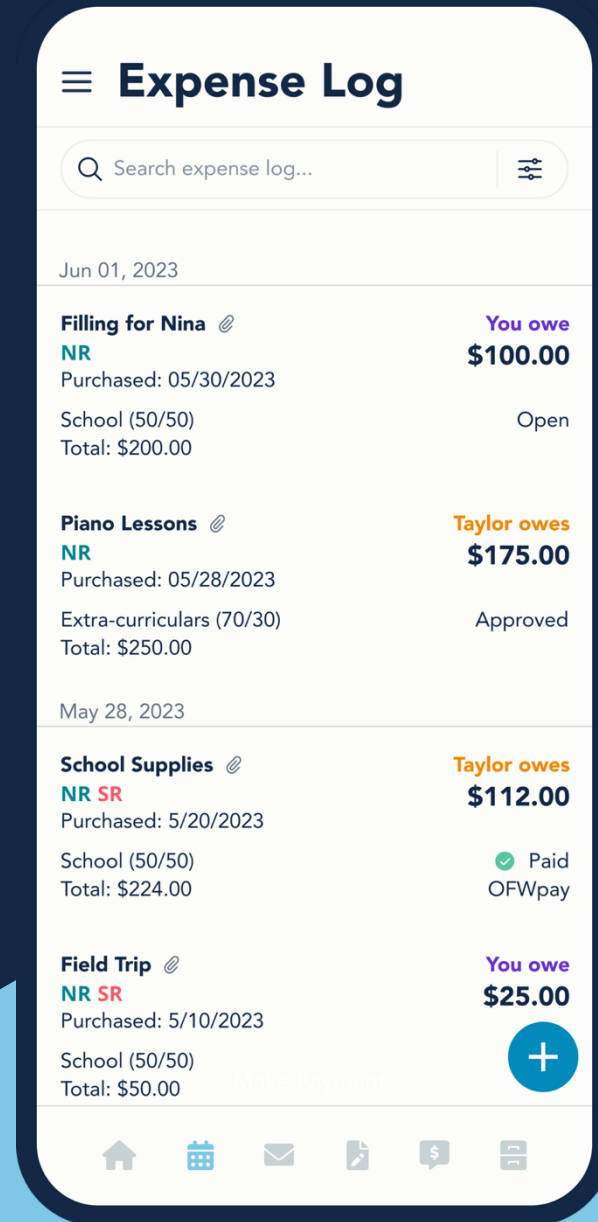 Expense Log
Search expense log...
Jun 01, 2023
Filling for Nina
You owe
NR
$100.00
Purchased: 05/30/2023
School (50/50)
Open
Total: $200.00
Piano Lessons
Taylor owes
NR
$175.00
Purchased: 05/28/2023
Extra-curriculars (70/30)
Approved
Total: $250.00
May 28, 2023
School Supplies
Taylor owes
NR SR
$112.00
Purchased: 5/20/2023
School (50/50)
Paid
Total: $224.00
OFWpay
Field Trip
You owe
NR SR
$25.00
Purchased: 5/10/2023
School (50/50)
Total: $50.00